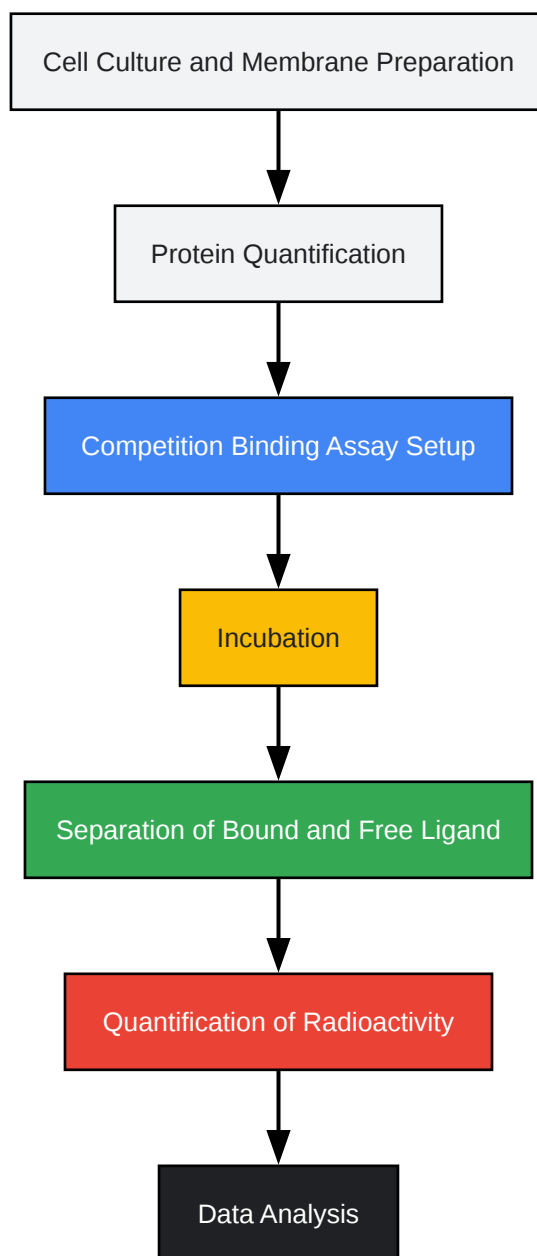 Cell Culture and Membrane Preparation
Protein Quantification
Competition Binding Assay Setup
Incubation
Separation of Bound and Free Ligand
Quantification of Radioactivity
Data Analysis